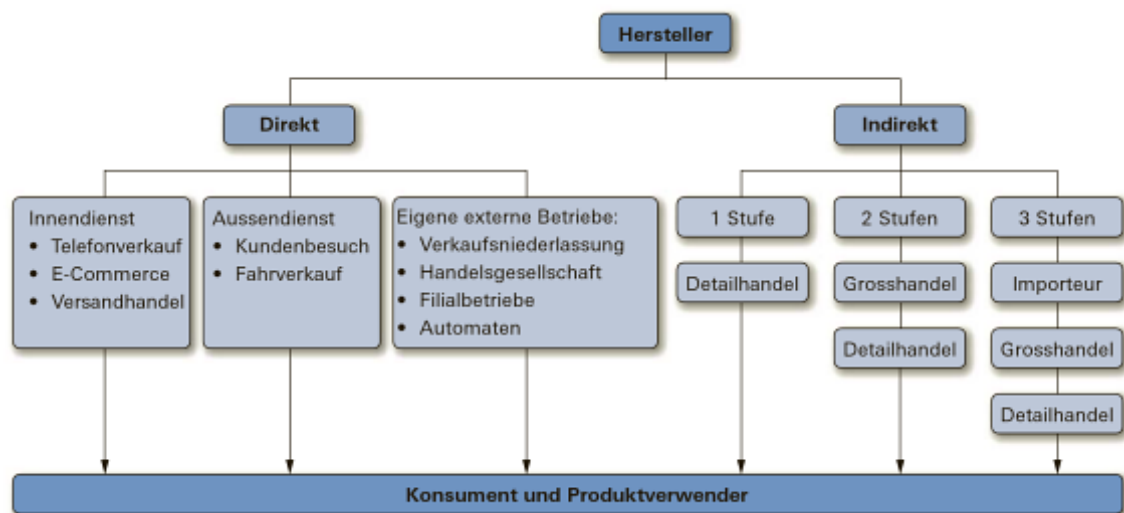 Hersteller
Direkt
Indirekt
Innendienst
• Telefonverkauf
• E-Commerce
• Versandhandel
Aussendienst
• Kundenbesuch
• Fahrverkauf
Eigene externe Betriebe:
• Verkaufsniederlassung
• Handelsgesellschaft
• Filialbetriebe
• Automaten
1 Stufe
Detailhandel
2 Stufen
Grosshandel
Detailhandel
3 Stufen
Importeur
Grosshandel
Detailhandel
Konsument und Produktverwender